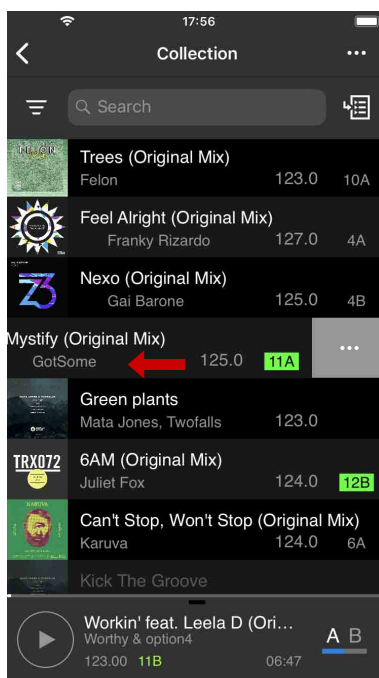 17:56
Collection
Search
FELON
Trees (Original Mix)
Felon 123.0 10A
Feel Alright (Original Mix)
Franky Rizardo 127.0 4A
Nexo (Original Mix)
Gai Barone 125.0 4B
Mystify (Original Mix)
GotSome 125.0 11A
Green plants
Mata Jones, Twofalls 123.0
TRX072
6AM (Original Mix)
Juliet Fox 124.0 12B
KARUVA
Can't Stop, Won't Stop (Original Mix)
Karuva 124.0 6A
Kick The Groove
Workin' feat. Leela D (Ori...
Worthy & option4
A B
123.00 11B 06:47